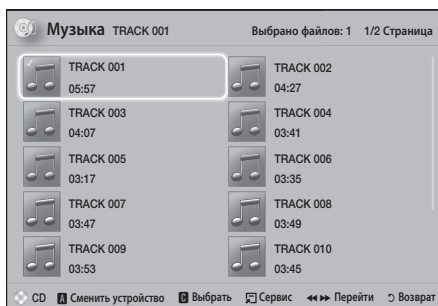 Музыка TRACK 001 Выбрано файлов: 1 1/2 Страница
TRACK 001 TRACK 002
05:57 04:27
TRACK 003 TRACK 004
04:07 03:41
TRACK 005 TRACK 006
03:17 03:35
TRACK 007 TRACK 008
03:47 03:49
TRACK 009 TRACK 010
03:53 03:45
CD A Сменить устройство C Выбрать Сервис Перейти Возврат